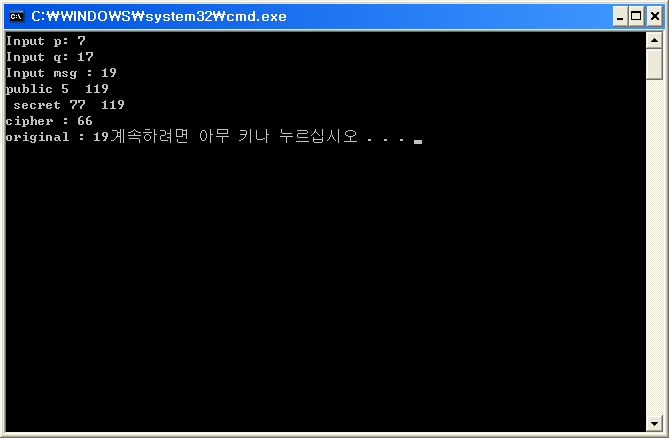 C:₩WINDOWS₩system32₩cmd.exe
Input p: 7
Input q: 17
Input msg : 19
public 5  119
 secret 77  119
cipher : 66
original : 19계속하려면 아무 키나 누르십시오 . . .